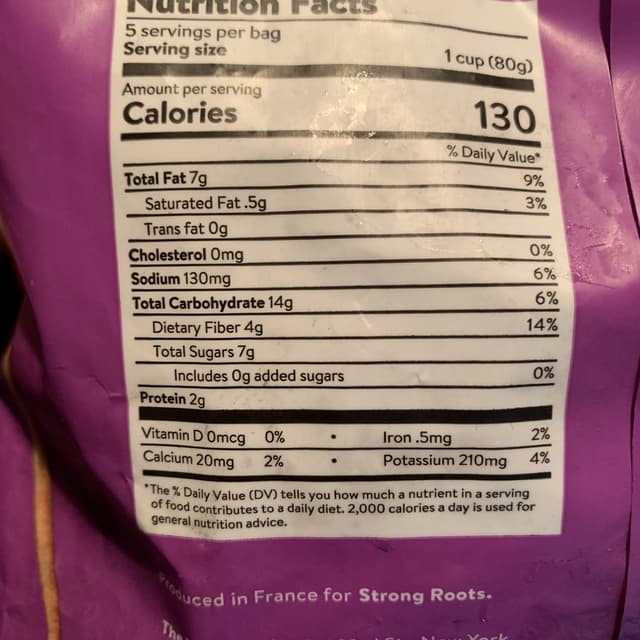 Nutrition Facts
5 servings per bag
Serving size 1 cup (80g)
Amount per serving
Calories 130
% Daily Value*
Total Fat 7g 9%
Saturated Fat .5g 3%
Trans fat 0g
Cholesterol 0mg 0%
Sodium 130mg 6%
Total Carbohydrate 14g 6%
Dietary Fiber 4g 14%
Total Sugars 7g
Includes 0g added sugars 0%
Protein 2g
Vitamin D 0mcg 0% • Iron .5mg 2%
Calcium 20mg 2% • Potassium 210mg 4%
*The % Daily Value (DV) tells you how much a nutrient in a serving
of food contributes to a daily diet. 2,000 calories a day is used for
general nutrition advice.
Produced in France for Strong Roots.
New York